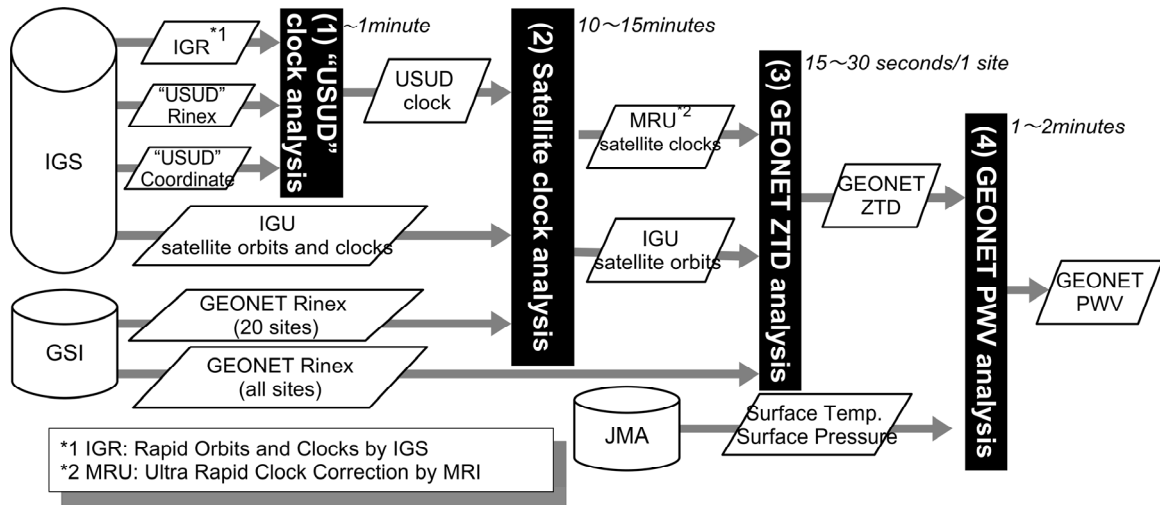 IGS
IGR*1
"USUD"
Rinex
"USUD"
Coordinate
IGU
satellite orbits and clocks
(1) "USUD"
clock analysis
~1minute
USUD
clock
GSI
GEONET Rinex
(20 sites)
GEONET Rinex
(all sites)
(2) Satellite clock analysis
10~15minutes
MRU*2
satellite clocks
IGU
satellite orbits
(3) GEONET ZTD analysis
15~30 seconds/1 site
GEONET
ZTD
JMA
Surface Temp.
Surface Pressure
(4) GEONET PWV analysis
1~2minutes
GEONET
PWV
*1 IGR: Rapid Orbits and Clocks by IGS
*2 MRU: Ultra Rapid Clock Correction by MRI